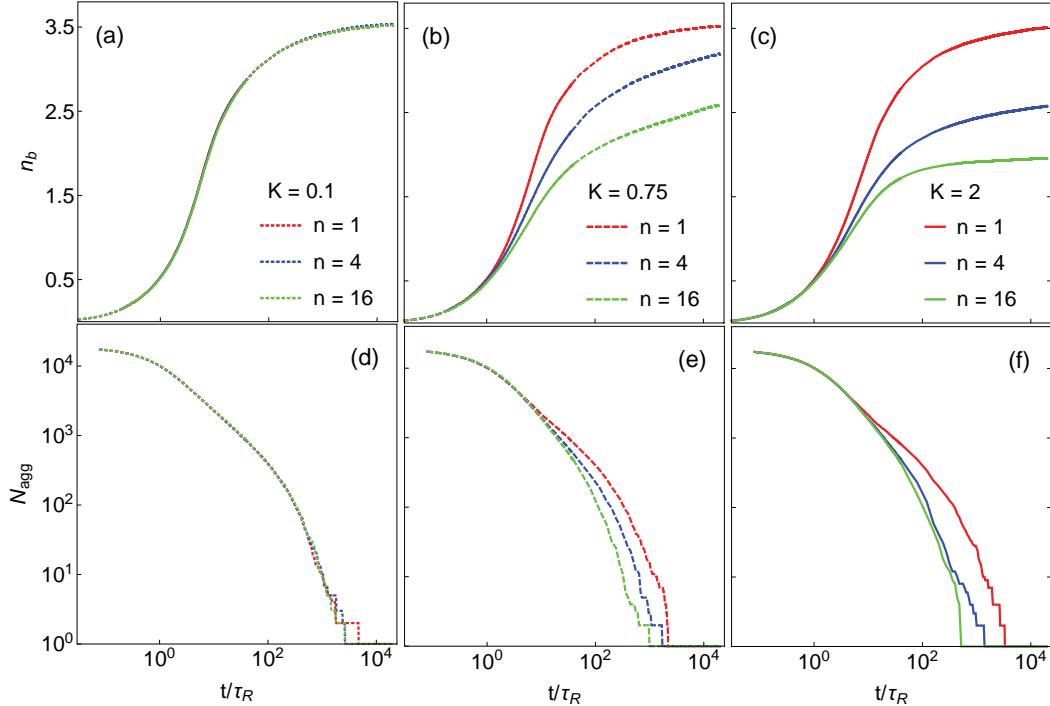 (a)
(b)
(c)
3.5
2.5
1.5
0.5
n_b
K = 0.1
n = 1
n = 4
n = 16
K = 0.75
n = 1
n = 4
n = 16
K = 2
n = 1
n = 4
n = 16
(d)
(e)
(f)
10^4
10^3
10^2
10^1
10^0
N_agg
10^0 10^2 10^4
10^0 10^2 10^4
10^0 10^2 10^4
t/τ_R
t/τ_R
t/τ_R